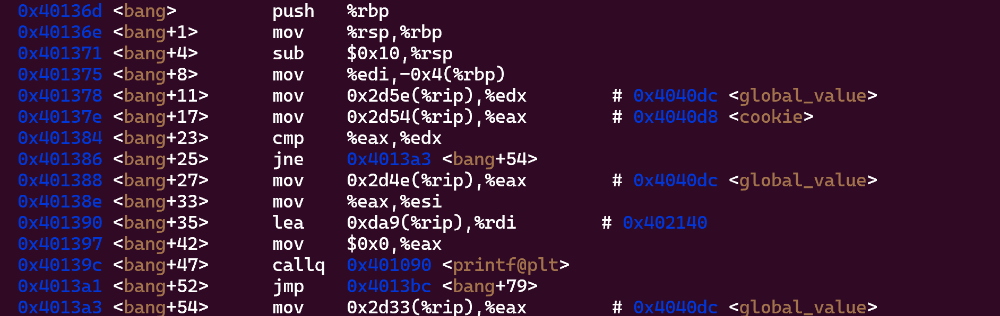 0x40136d <bang> push %rbp
0x40136e <bang+1> mov %rsp,%rbp
0x401371 <bang+4> sub $0x10,%rsp
0x401375 <bang+8> mov %edi,-0x4(%rbp)
0x401378 <bang+11> mov 0x2d5e(%rip),%edx # 0x4040dc <global_value>
0x40137e <bang+17> mov 0x2d54(%rip),%eax # 0x4040d8 <cookie>
0x401384 <bang+23> cmp %eax,%edx
0x401386 <bang+25> jne 0x4013a3 <bang+54>
0x401388 <bang+27> mov 0x2d4e(%rip),%eax # 0x4040dc <global_value>
0x40138e <bang+33> mov %eax,%esi
0x401390 <bang+35> lea 0xda9(%rip),%rdi # 0x402140
0x401397 <bang+42> mov $0x0,%eax
0x40139c <bang+47> callq 0x401090 <printf@plt>
0x4013a1 <bang+52> jmp 0x4013bc <bang+79>
0x4013a3 <bang+54> mov 0x2d33(%rip),%eax # 0x4040dc <global_value>